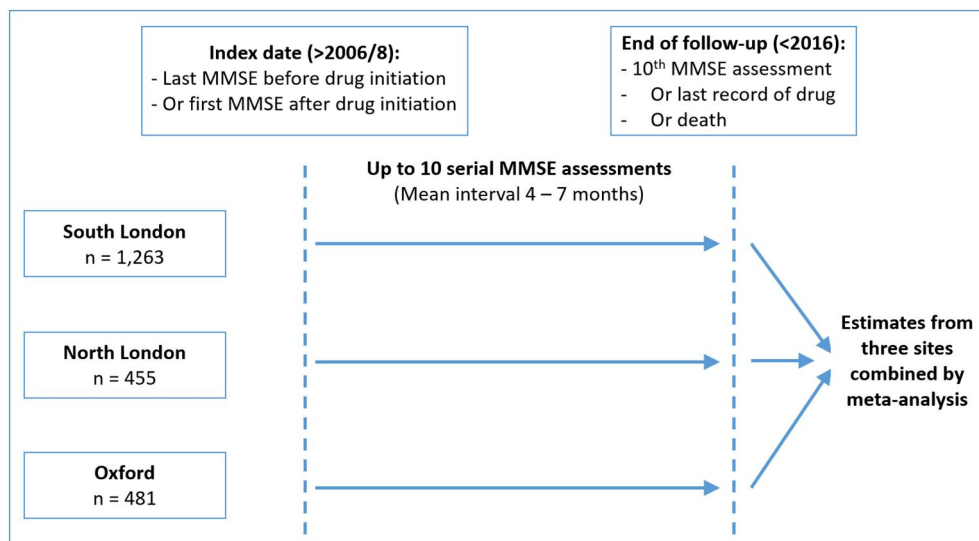 Index date (>2006/8):
- Last MMSE before drug initiation
- Or first MMSE after drug initiation
End of follow-up (<2016):
- 10th MMSE assessment
- Or last record of drug
- Or death
Up to 10 serial MMSE assessments
(Mean interval 4 – 7 months)
South London
n = 1,263
North London
n = 455
Oxford
n = 481
Estimates from
three sites
combined by
meta-analysis